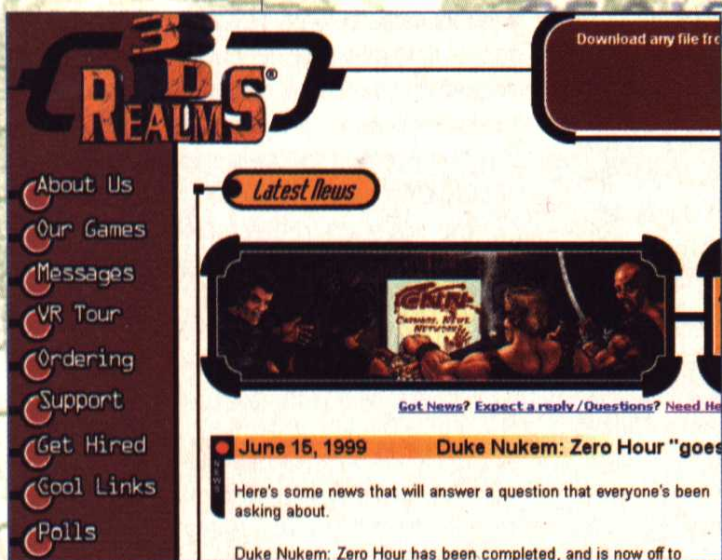 3D
REALMS®
Download any file fro
About Us
Our Games
Messages
VR Tour
Ordering
Support
Get Hired
Cool Links
Polls
Latest News
NETWORK
Got News? Expect a reply/Questions? Need He
NEWS
June 15, 1999 Duke Nukem: Zero Hour "goes
Here's some news that will answer a question that everyone's been
asking about.
Duke Nukem: Zero Hour has been completed, and is now off to